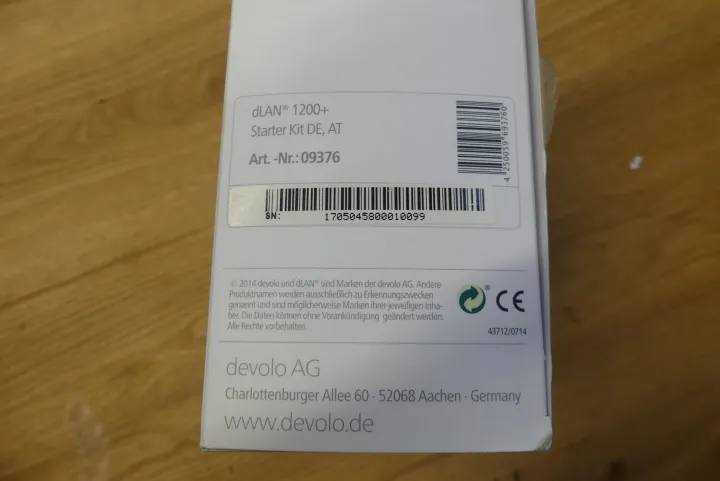 dLAN® 1200+
Starter Kit DE, AT
Art. -Nr.: 09376
4 250059 693760
SN: 1705045800010099
© 2014 devolo und dLAN® sind Marken der devolo AG. Andere
Produktnamen werden ausschließlich zu Erkennungszwecken
genannt und sind möglicherweise Marken ihrer jeweiligen Inha-
ber. Die Daten können ohne Vorankündigung geändert werden.
Alle Rechte vorbehalten.
® CE
43712/0714
devolo AG
Charlottenburger Allee 60 · 52068 Aachen · Germany
www.devolo.de